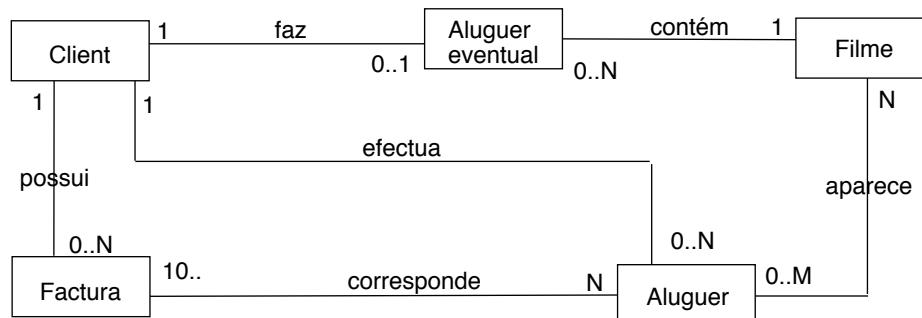 1
faz
Aluguer
eventual
contém
1
Client
0..1
0..N
Filme
1
1
N
efectua
possui
aparece
0..N
0..N
10..
corresponde
N
0..M
Factura
Aluguer